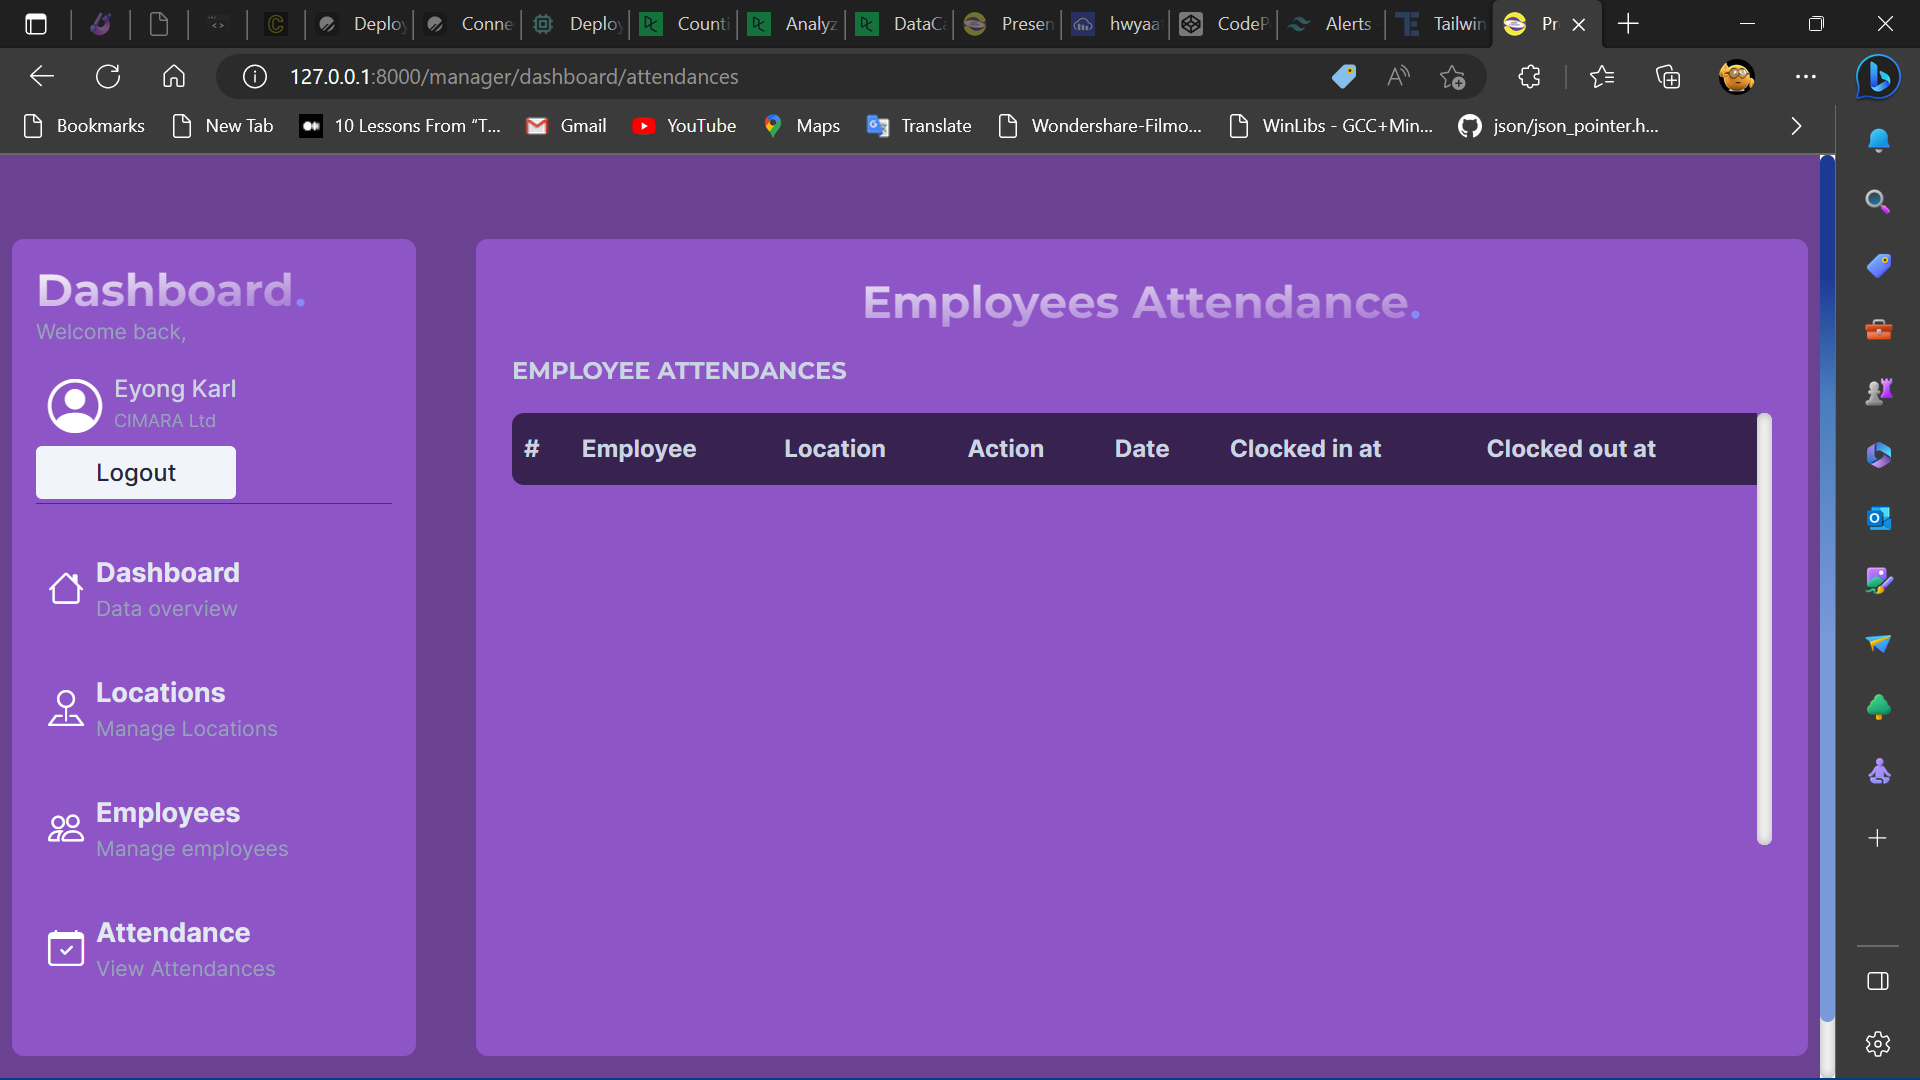 Deploy Conne Deploy Counti Analyz DataCa Presen hwyaa CodeP Alerts Tailwin Pr
127.0.0.1:8000/manager/dashboard/attendances
Bookmarks New Tab 10 Lessons From “T... Gmail YouTube Maps Translate Wondershare-Filmo... WinLibs - GCC+Min... json/json_pointer.h...
Dashboard.
Welcome back,
Eyong Karl
CIMARA Ltd
Logout
Dashboard
Data overview
Locations
Manage Locations
Employees
Manage employees
Attendance
View Attendances
Employees Attendance.
EMPLOYEE ATTENDANCES
# Employee Location Action Date Clocked in at Clocked out at